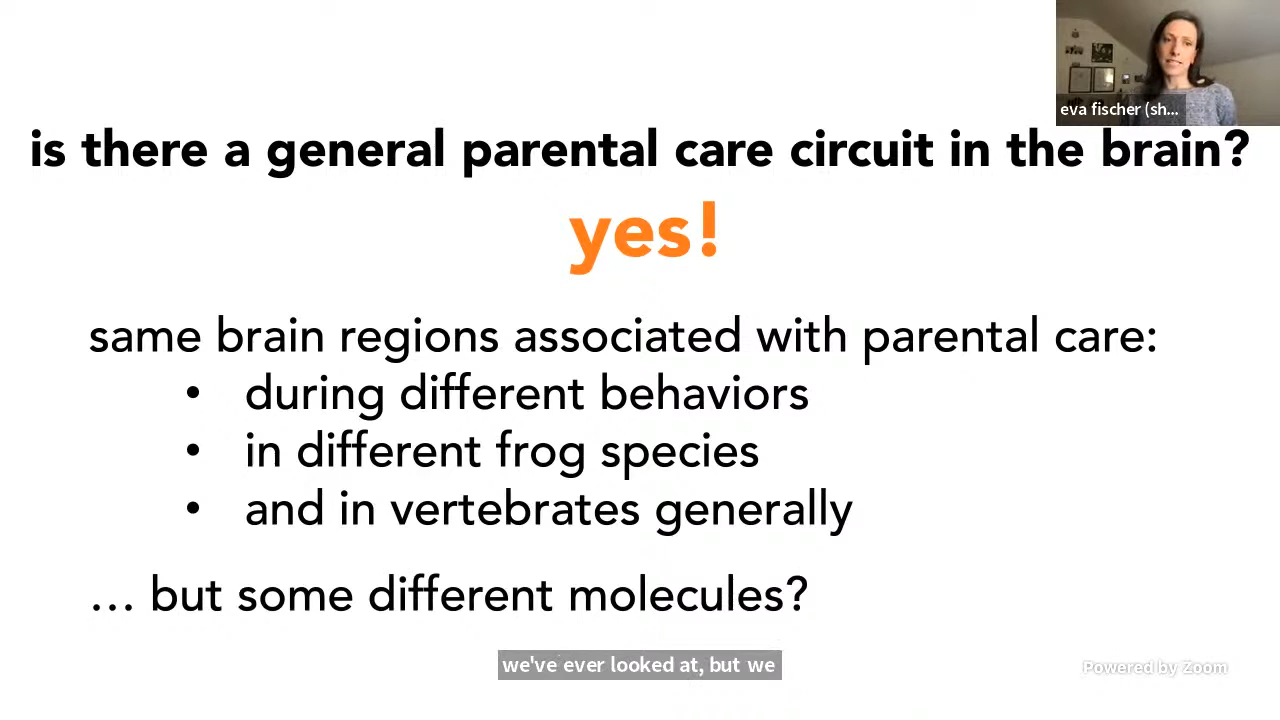 eva fischer (sh...
is there a general parental care circuit in the brain?
yes!
same brain regions associated with parental care:
• during different behaviors
• in different frog species
• and in vertebrates generally
... but some different molecules?
we've ever looked at, but we
Powered by Zoom